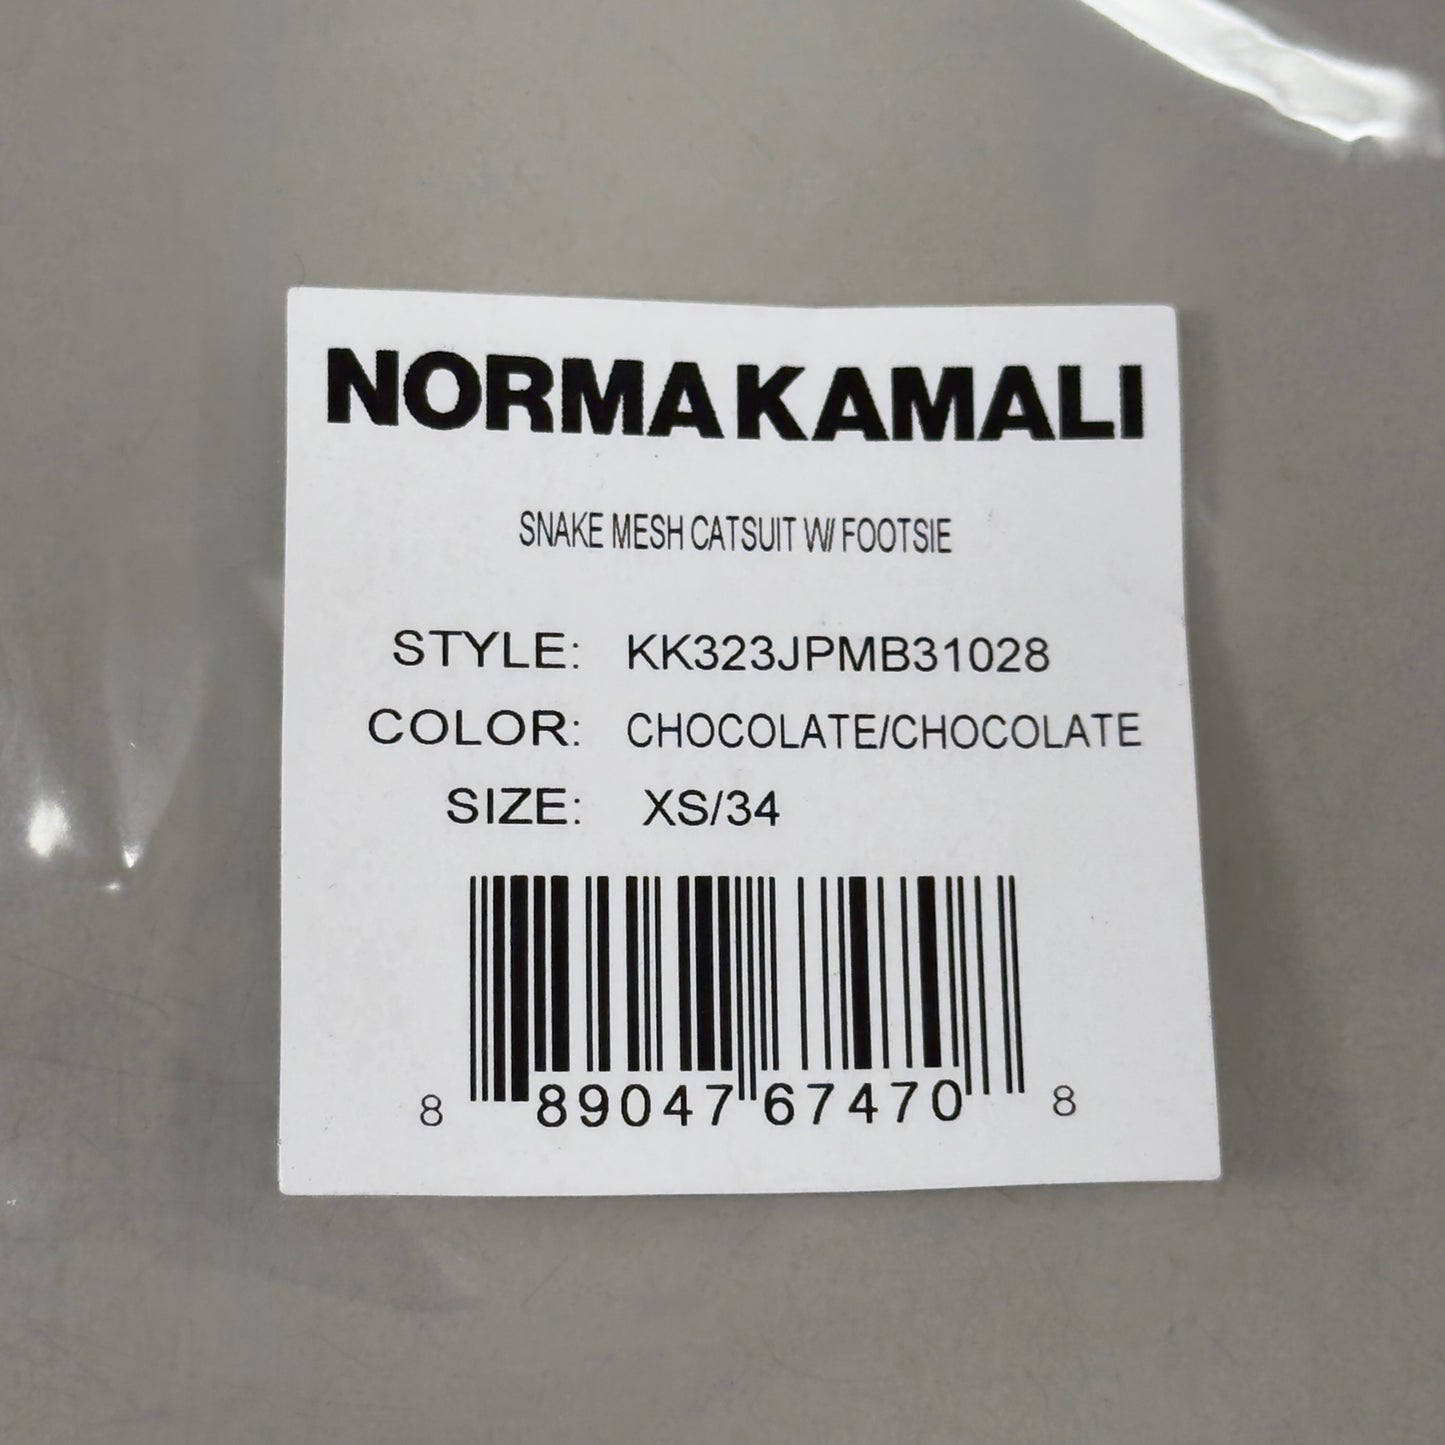 NORMA KAMALI
SNAKE MESH CATSUIT W/ FOOTSIE
STYLE: KK323JPMB31028
COLOR: CHOCOLATE/CHOCOLATE
SIZE: XS/34
8 89047 67470 8